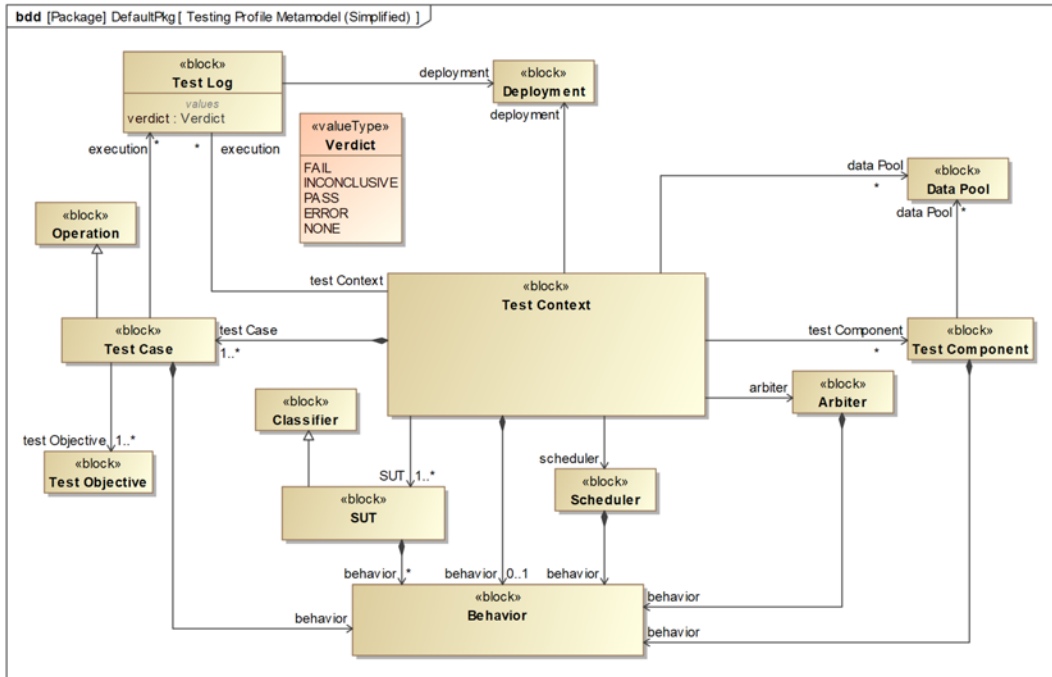 bdd [Package] DefaultPkg [ Testing Profile Metamodel (Simplified) ]
«block»
Test Log
values
verdict : Verdict
deployment
«block»
Deployment
deployment
execution
*
*
execution
«valueType»
Verdict
FAIL
INCONCLUSIVE
PASS
ERROR
NONE
data Pool
*
«block»
Data Pool
data Pool
*
«block»
Operation
test Context
«block»
Test Context
«block»
Test Case
test Case
1..*
test Component
*
«block»
Test Component
arbiter
«block»
Arbiter
«block»
Classifier
test Objective
1..*
«block»
Test Objective
SUT
1..*
scheduler
«block»
Scheduler
«block»
SUT
behavior
*
behavior
0..1
behavior
«block»
Behavior
behavior
behavior
behavior